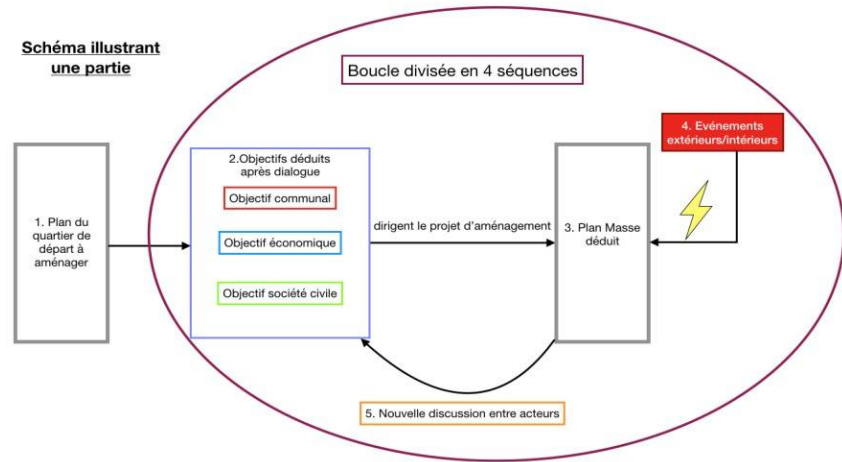 Schéma illustrant
une partie
Boucle divisée en 4 séquences
4. Evénements
extérieurs/intérieurs
1. Plan du
quartier de
départ à
aménager
2.Objectifs déduits
après dialogue
Objectif communal
Objectif économique
Objectif société civile
dirigent le projet d'aménagement
3. Plan Masse
déduit
5. Nouvelle discussion entre acteurs